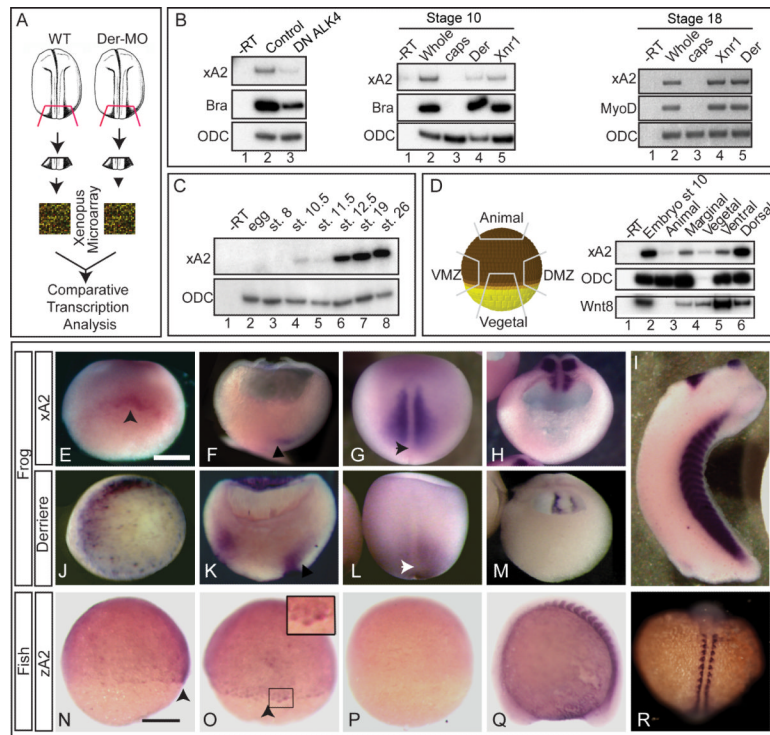 A
WT
Der-MO
Xenopus
Microarray
Comparative
Transcription
Analysis
B
-RT
Control
DN ALK4
xA2
Bra
ODC
1 2 3
Stage 10
-RT
Whole
caps
Der
Xnr1
xA2
Bra
ODC
1 2 3 4 5
Stage 18
-RT
Whole
caps
Xnr1
Der
xA2
MyoD
ODC
1 2 3 4 5
C
-RT
egg
st. 8
st. 10.5
st. 11.5
st. 12.5
st. 19
st. 26
xA2
ODC
1 2 3 4 5 6 7 8
D
Animal
VMZ
DMZ
Vegetal
-RT
Embryo st 10
Animal
Marginal
Vegetal
Ventral
Dorsal
xA2
ODC
Wnt8
1 2 3 4 5 6
Frog
xA2
E
F
G
H
I
Derriere
J
K
L
M
Fish
zA2
N
O
P
Q
R